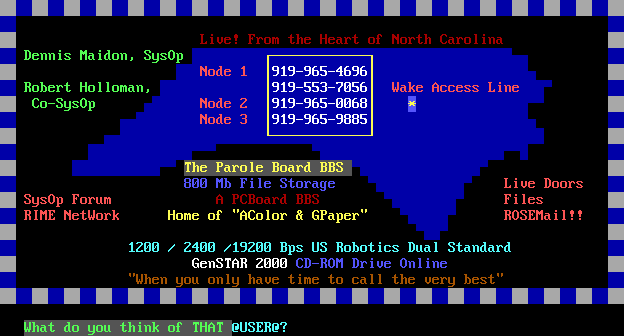 Live! From the Heart of North Carolina
Dennis Maidon, SysOp
Node 1 919-965-4696
Robert Holloman, 919-553-7056 Wake Access Line
Co-SysOp Node 2 919-965-0068 *
Node 3 919-965-9885
The Parole Board BBS
800 Mb File Storage Live Doors
SysOp Forum A PCBoard BBS Files
RIME NetWork Home of "AColor & GPaper" ROSEMail!!
1200 / 2400 /19200 Bps US Robotics Dual Standard
GenSTAR 2000 CD-ROM Drive Online
"When you only have time to call the very best"
What do you think of THAT @USER@?